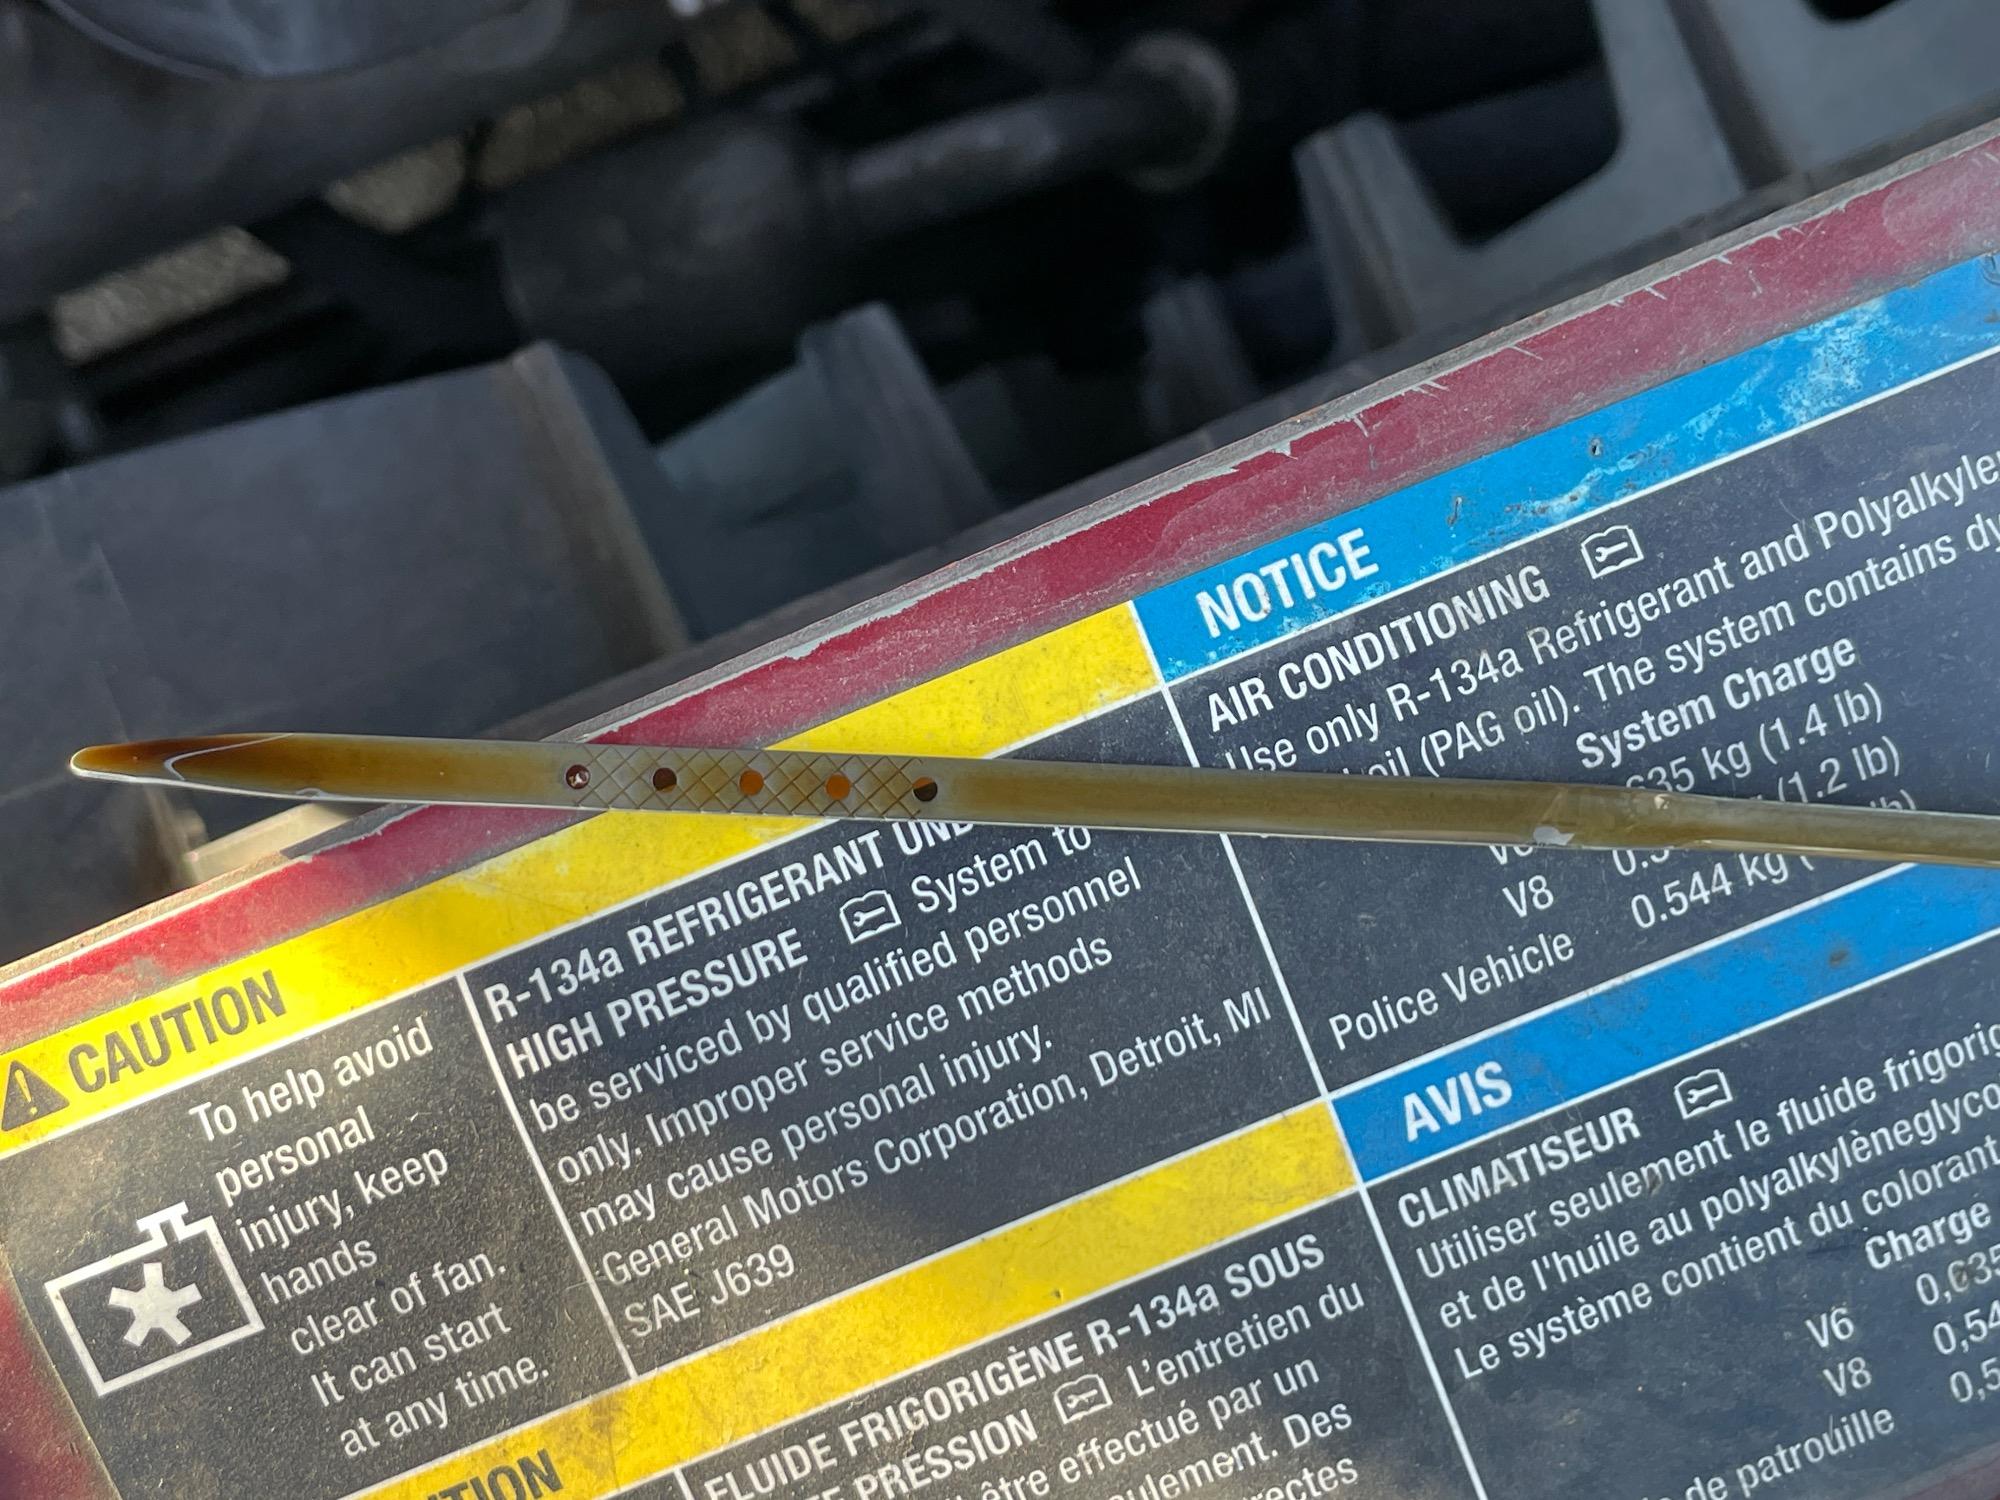 CAUTION
To help avoid
personal
injury, keep
hands
clear of fan.
It can start
at any time.
R-134a REFRIGERANT
HIGH PRESSURE System to
be serviced by qualified personnel
only. Improper service methods
may cause personal injury.
General Motors Corporation, Detroit, MI
SAE J639
NOTICE
AIR CONDITIONING
Use only R-134a Refrigerant and
oil (PAG oil). The system contains
System Charge
kg (1.4 lb)
(1.2 lb)
V8
0.544 kg
Police Vehicle
FLUIDE FRIGORIGÈNE R-134a SOUS
PRESSION L'entretien du
être effectué par un
Des
AVIS
CLIMATISEUR
Utiliser seulement le fluide
et de l'huile au
Le système contient du colorant
Charge
V6
V8
de patrouille